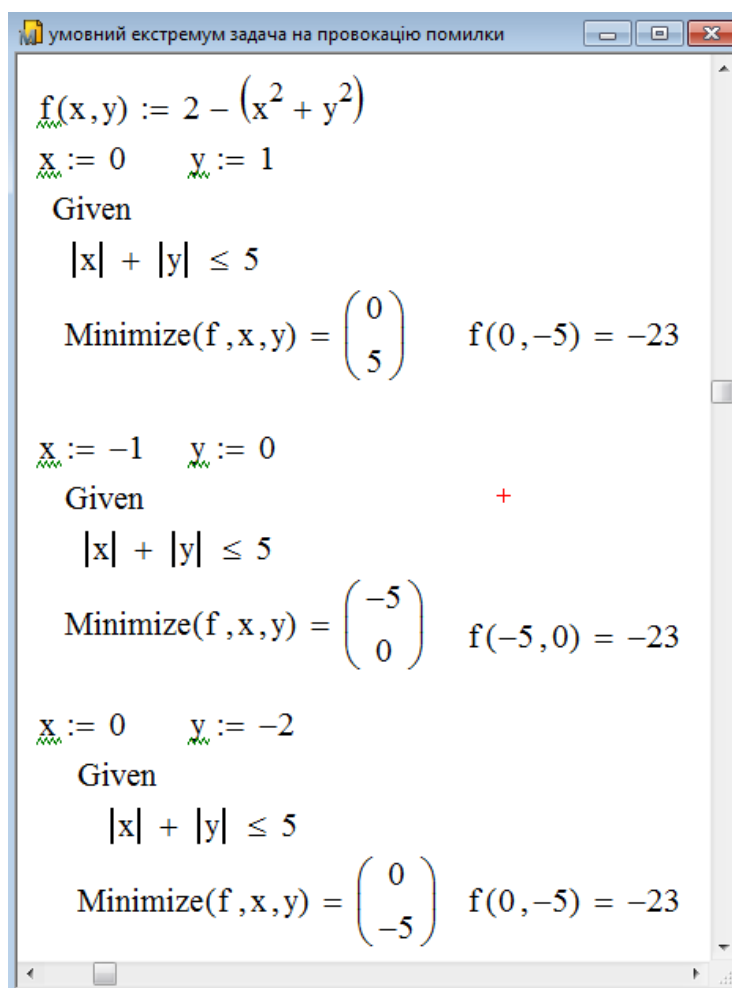 умовний екстремум задача на провокацію помилки
f(x,y) := 2 − (x² + y²)
x := 0 y := 1
Given
|x| + |y| ≤ 5
Minimize(f,x,y) = (0 5) f(0,−5) = −23
x := −1 y := 0
Given
|x| + |y| ≤ 5
Minimize(f,x,y) = (−5 0) f(−5,0) = −23
x := 0 y := −2
Given
|x| + |y| ≤ 5
Minimize(f,x,y) = (0 −5) f(0,−5) = −23